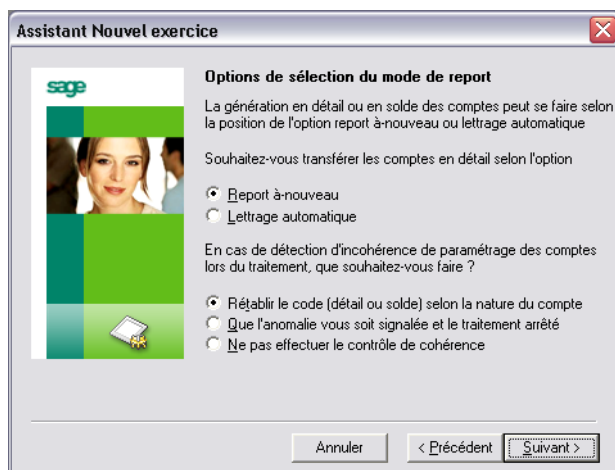 Assistant Nouvel exercice
sage
Options de sélection du mode de report
La génération en détail ou en solde des comptes peut se faire selon
la position de l'option report à-nouveau ou lettrage automatique
Souhaitez-vous transférer les comptes en détail selon l'option
Report à-nouveau
Lettrage automatique
En cas de détection d'incohérence de paramétrage des comptes
lors du traitement, que souhaitez-vous faire ?
Rétablir le code (détail ou solde) selon la nature du compte
Que l'anomalie vous soit signalée et le traitement arrêté
Ne pas effectuer le contrôle de cohérence
Annuler
< Précédent
Suivant >